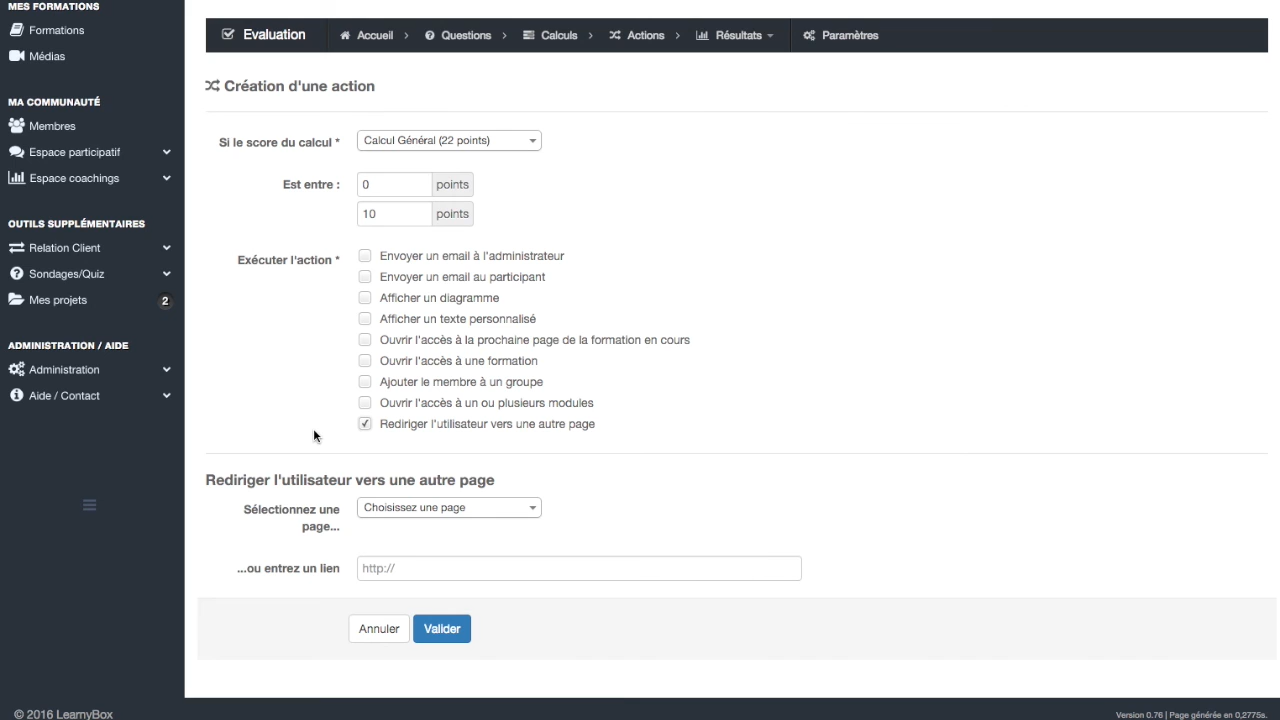 MES FORMATIONS
Formations
Médias
MA COMMUNAUTÉ
Membres
Espace participatif
Espace coachings
OUTILS SUPPLÉMENTAIRES
Relation Client
Sondages/Quiz
Mes projets 2
ADMINISTRATION / AIDE
Administration
Aide / Contact
© 2016 LearnyBox
Evaluation Accueil Questions Calculs Actions Résultats Paramètres
Création d'une action
Si le score du calcul * Calcul Général (22 points)
Est entre : 0 points
10 points
Exécuter l'action * Envoyer un email à l'administrateur
Envoyer un email au participant
Afficher un diagramme
Afficher un texte personnalisé
Ouvrir l'accès à la prochaine page de la formation en cours
Ouvrir l'accès à une formation
Ajouter le membre à un groupe
Ouvrir l'accès à un ou plusieurs modules
Rediriger l'utilisateur vers une autre page
Rediriger l'utilisateur vers une autre page
Sélectionnez une Choisissez une page
page...
...ou entrez un lien http://
Annuler Valider
Version 0.76 | Page générée en 0,2775s.